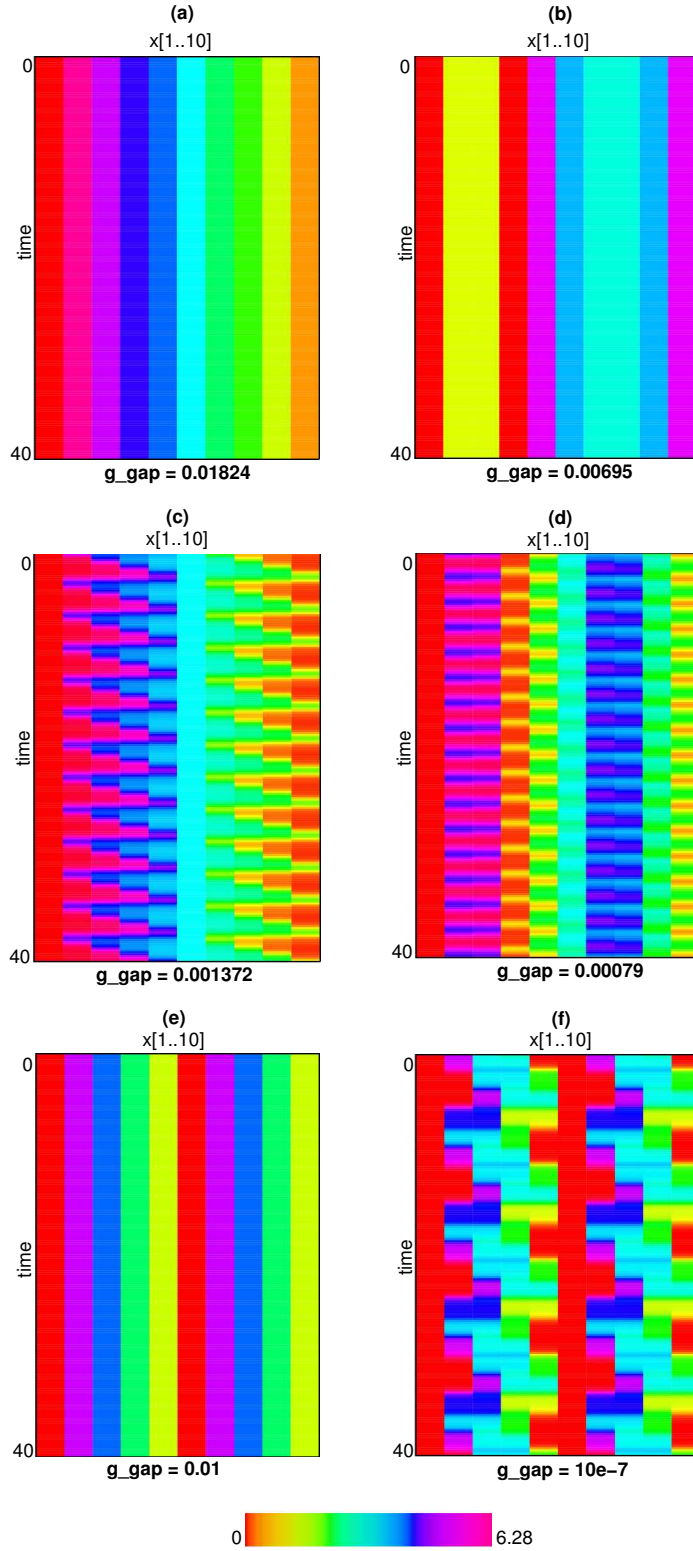 (a)
x[1..10]
0
time
40
g_gap = 0.01824
(b)
x[1..10]
0
time
40
g_gap = 0.00695
(c)
x[1..10]
0
time
40
g_gap = 0.001372
(d)
x[1..10]
0
time
40
g_gap = 0.00079
(e)
x[1..10]
0
time
40
g_gap = 0.01
(f)
x[1..10]
0
time
40
g_gap = 10e−7
0 6.28